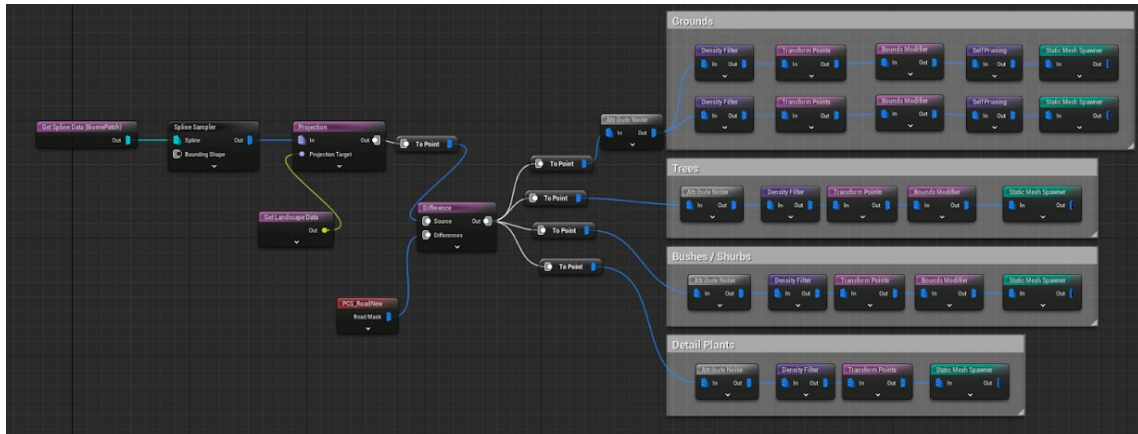 Grounds
Density Filter
In Out
Transform Points
In Out
Bounds Modifier
In Out
Self Pruning
In Out
Static Mesh Spawner
In Out
Density Filter
In Out
Transform Points
In Out
Bounds Modifier
In Out
Self Pruning
In Out
Static Mesh Spawner
In Out
Get Spline Data (BiomePatch)
Out
Spline Sampler
Spline Out
Bounding Shape
Projection
In Out
Projection Target
To Point
Attribute Noise
In Out
Get Landscape Data
Out
Difference
Source Out
Differences
PCG_RoadNew
Road Mask
To Point
To Point
To Point
To Point
Trees
Attribute Noise
In Out
Density Filter
In Out
Transform Points
In Out
Bounds Modifier
In Out
Static Mesh Spawner
In Out
Bushes / Shurbs
Attribute Noise
In Out
Density Filter
In Out
Transform Points
In Out
Bounds Modifier
In Out
Static Mesh Spawner
In Out
Detail Plants
Attribute Noise
In Out
Density Filter
In Out
Transform Points
In Out
Static Mesh Spawner
In Out